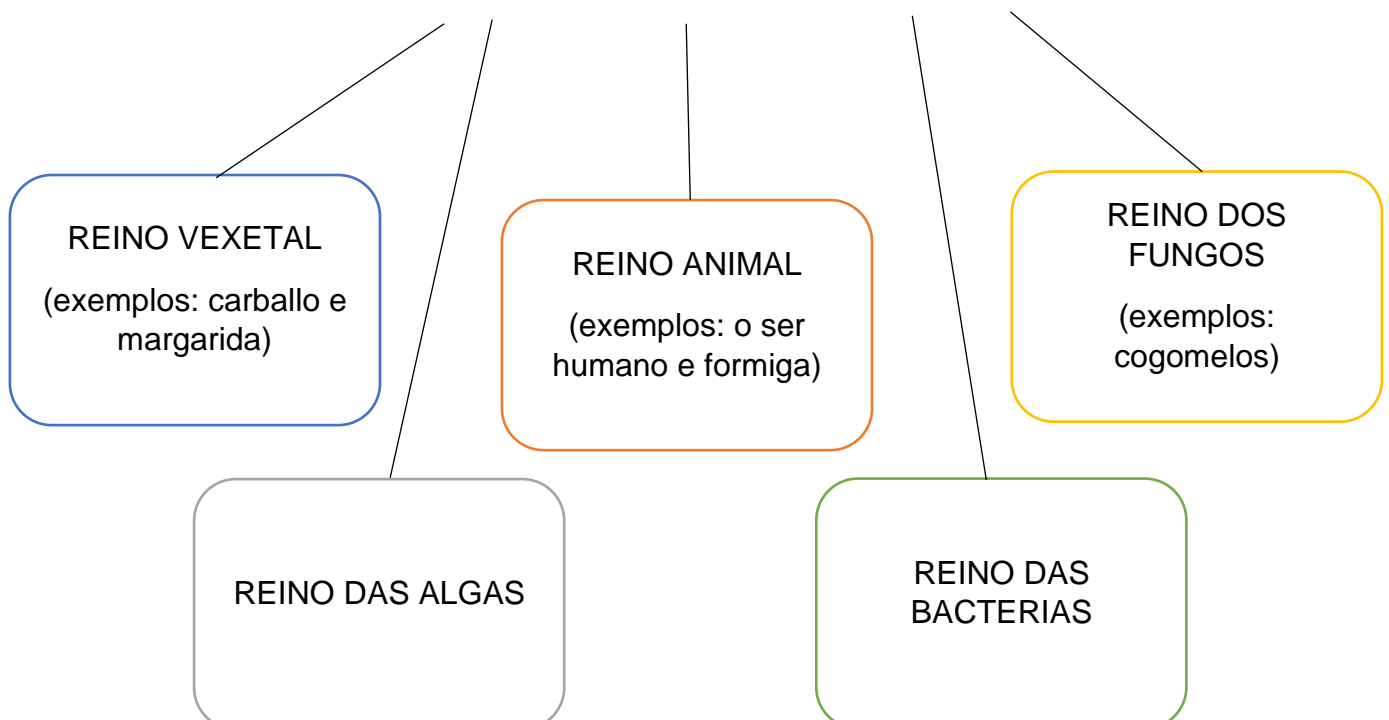 REINO VEXETAL
(exemplos: carballo e
margarida)
REINO ANIMAL
(exemplos: o ser
humano e formiga)
REINO DOS
FUNGOS
(exemplos:
cogomelos)
REINO DAS ALGAS
REINO DAS
BACTERIAS